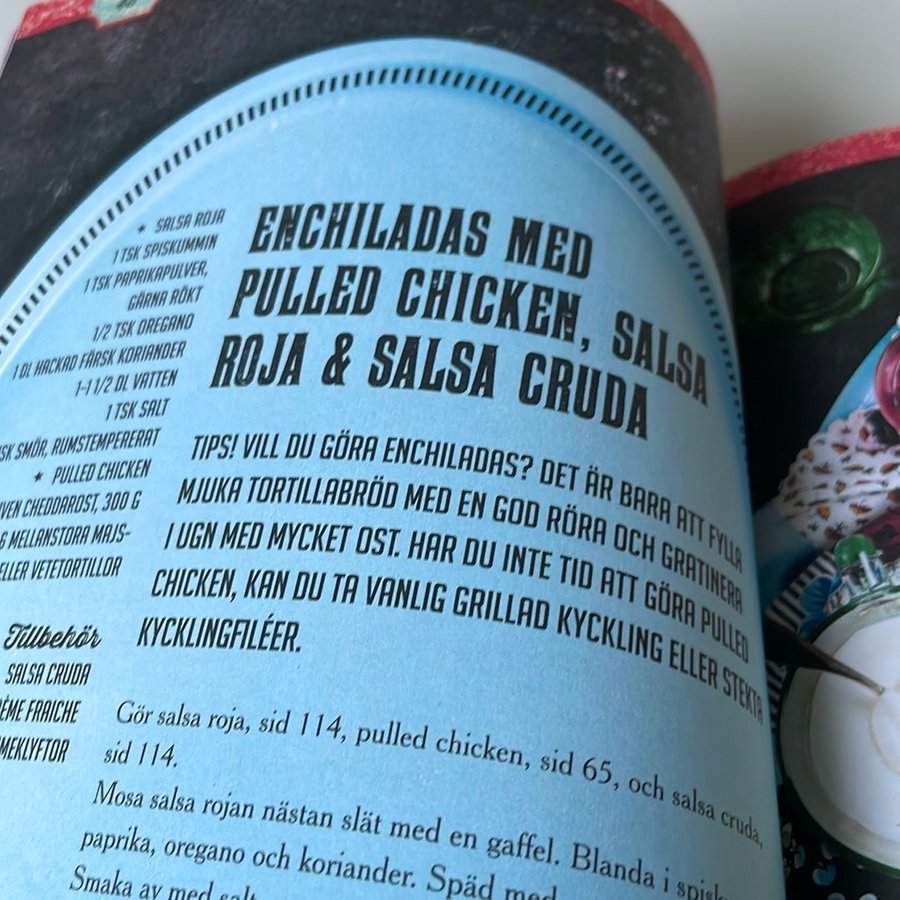 ★ SALSA ROJA
1 TSK SPISKUMMIN
1 TSK PAPRIKAPULVER,
GÄRNA RÖKT
1/2 TSK OREGANO
1 DL HACKAD FÄRSK KORIANDER
1-1 1/2 DL VATTEN
1 TSK SALT
SMÖR, RUMSTEMPERERAT
★ PULLED CHICKEN
CHEDDAROST, 300 G
6 MELLANSTORA MAJS-
ELLER VETETORTILLOR
Tillbehör
SALSA CRUDA
FRAICHE
ENCHILADAS MED
PULLED CHICKEN, SALSA
ROJA & SALSA CRUDA
TIPS! VILL DU GÖRA ENCHILADAS? DET ÄR BARA ATT FYLLA
MJUKA TORTILLABRÖD MED EN GOD RÖRA OCH GRATINERA
I UGN MED MYCKET OST. HAR DU INTE TID ATT GÖRA PULLED
CHICKEN, KAN DU TA VANLIG GRILLAD KYCKLING ELLER STEKTA
KYCKLINGFILÉER.
Gör salsa roja, sid 114, pulled chicken, sid 65, och salsa cruda,
sid 114.
Mosa salsa rojan nästan slät med en gaffel. Blanda i
paprika, oregano och koriander. Späd med
Smaka av med salt